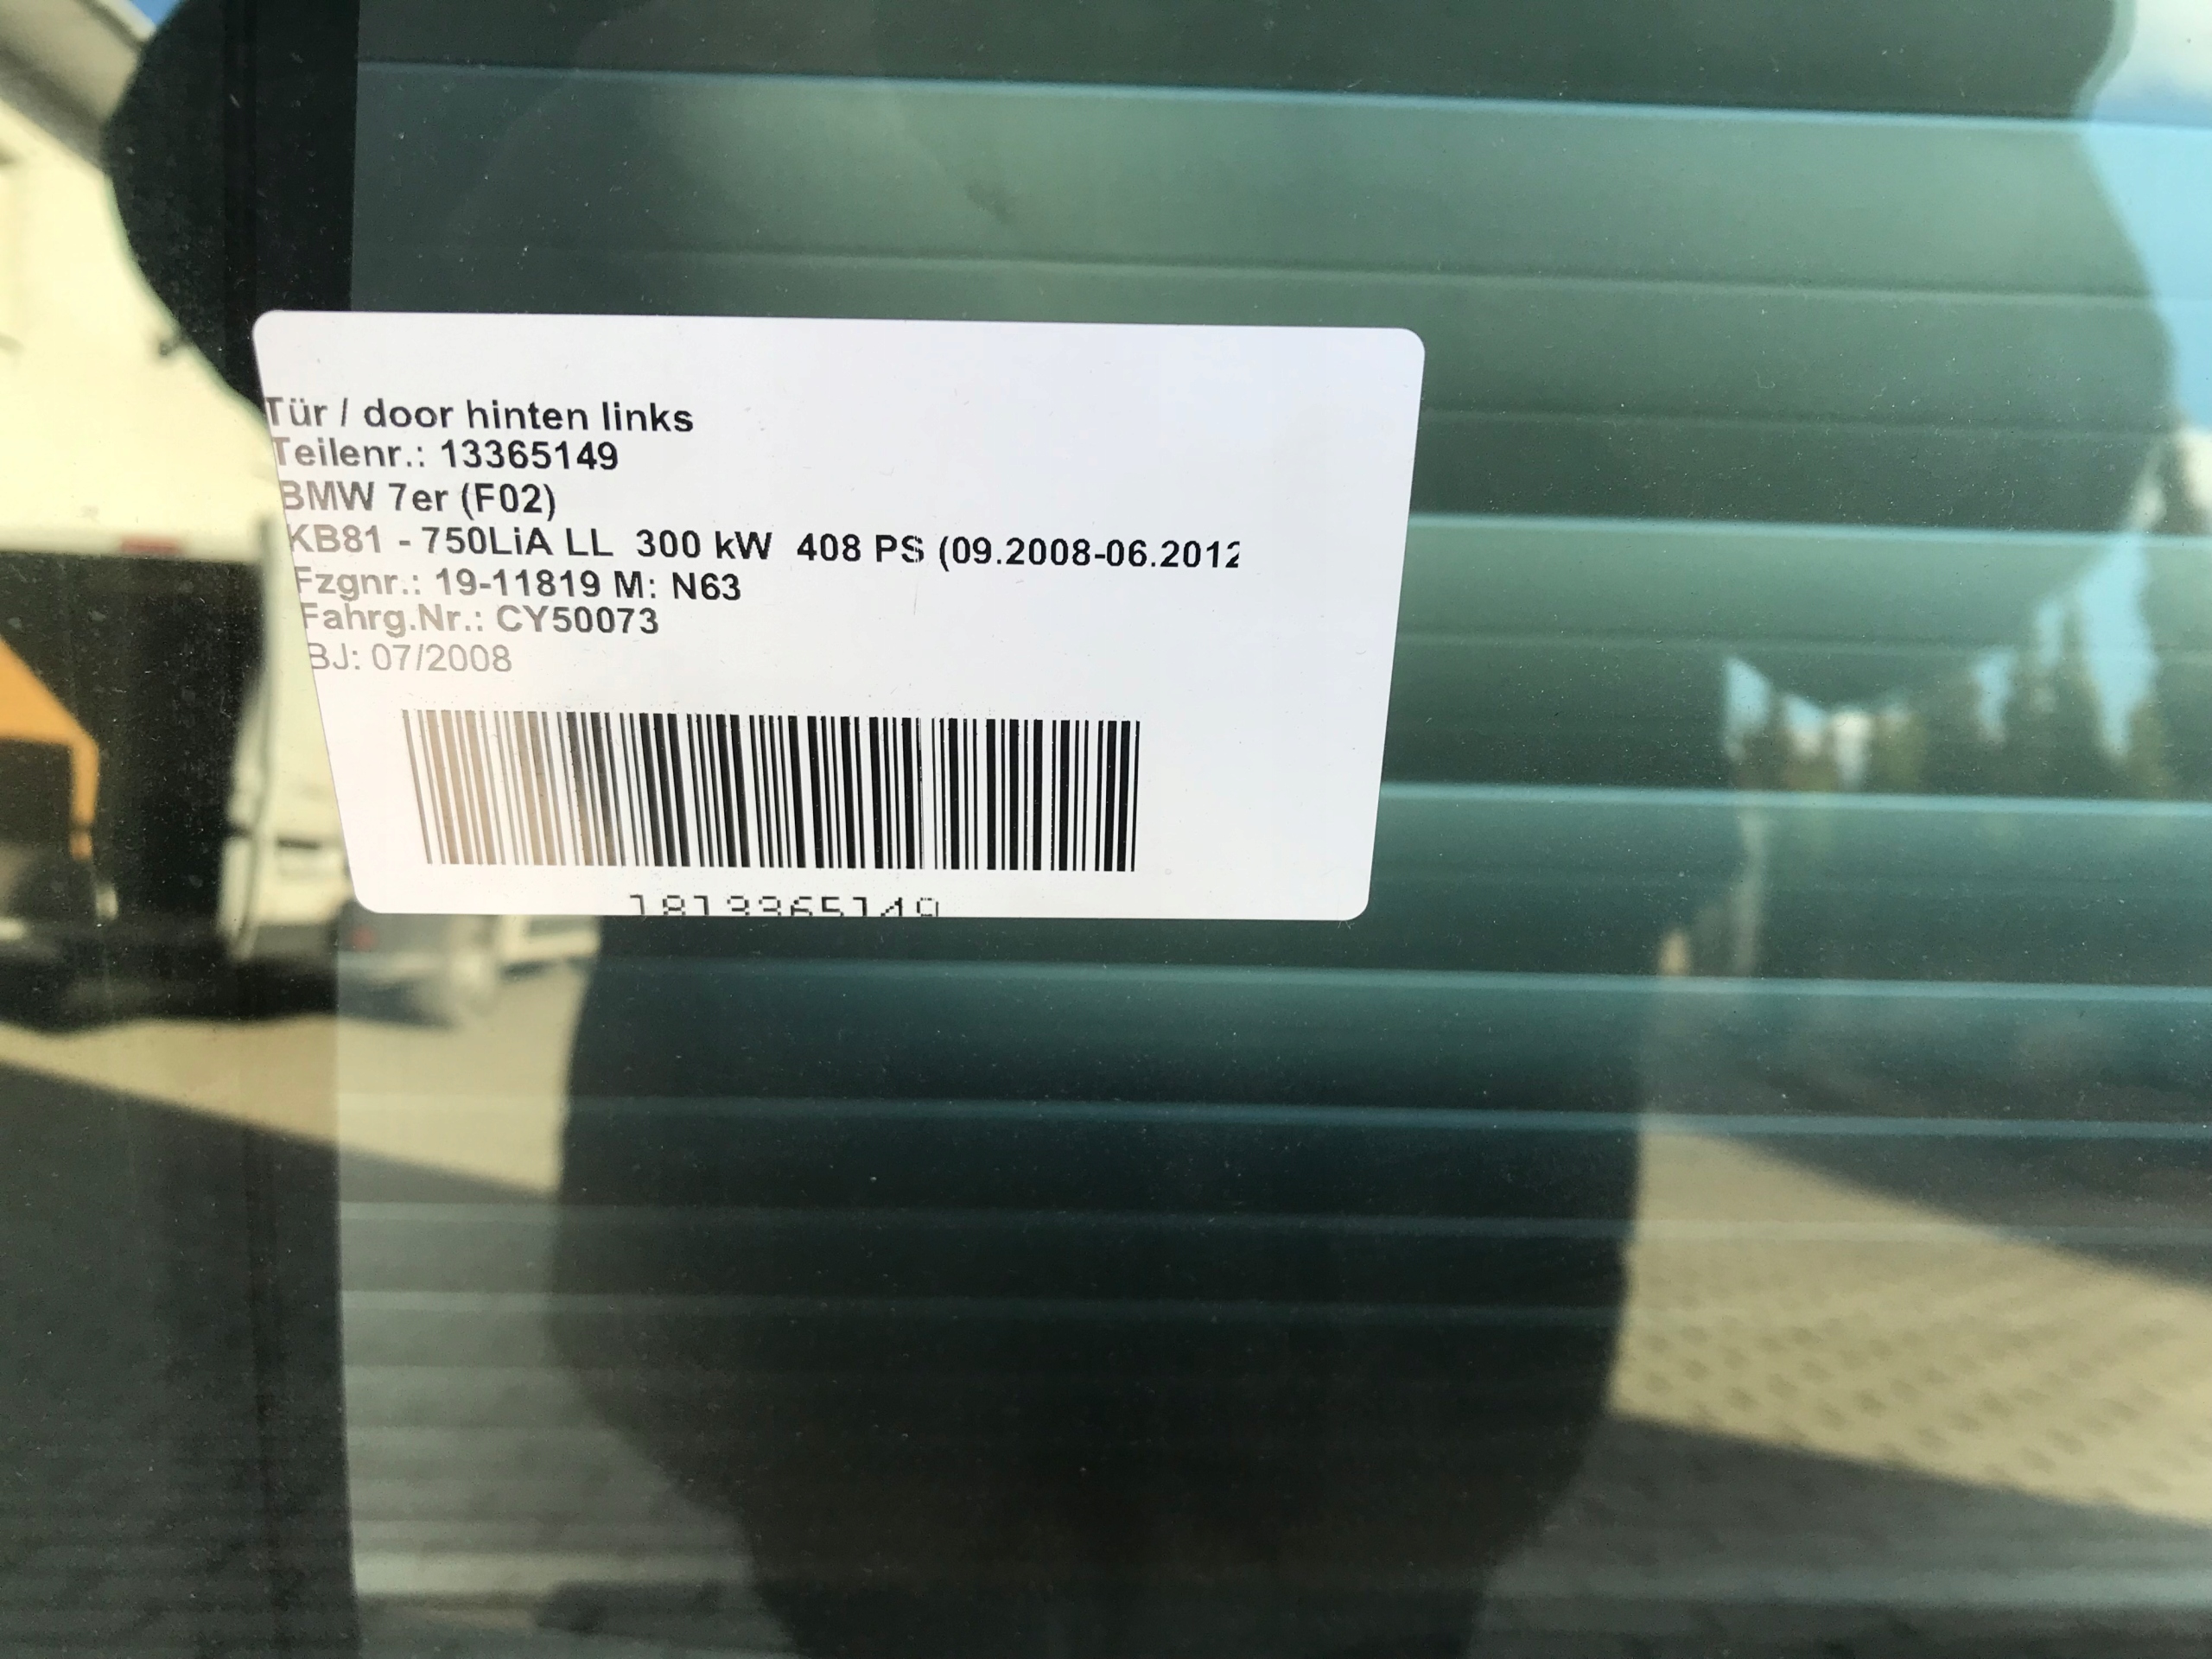 Tür / door hinten links
Teilenr.: 13365149
BMW 7er (F02)
KB81 - 750LiA LL 300 kW 408 PS (09.2008-06.2012
Fzgnr.: 19-11819 M: N63
Fahrg.Nr.: CY50073
BJ: 07/2008
1813365149